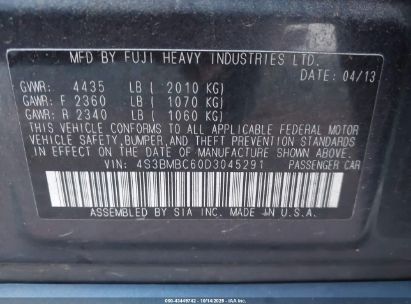 MFD BY FUJI HEAVY INDUSTRIES LTD.
DATE: 04/13
GVWR: 4435 LB ( 2010 KG)
GAWR: F 2360 LB ( 1070 KG)
GAWR: R 2340 LB ( 1060 KG)
THIS VEHICLE CONFORMS TO ALL APPLICABLE FEDERAL MOTOR
VEHICLE SAFETY, BUMPER, AND THEFT PREVENTION STANDARDS
IN EFFECT ON THE DATE OF MANUFACTURE SHOWN ABOVE.
VIN: 4S3BMBC60D3045291 PASSENGER CAR
ASSEMBLED BY SIA INC. MADE IN U.S.A.